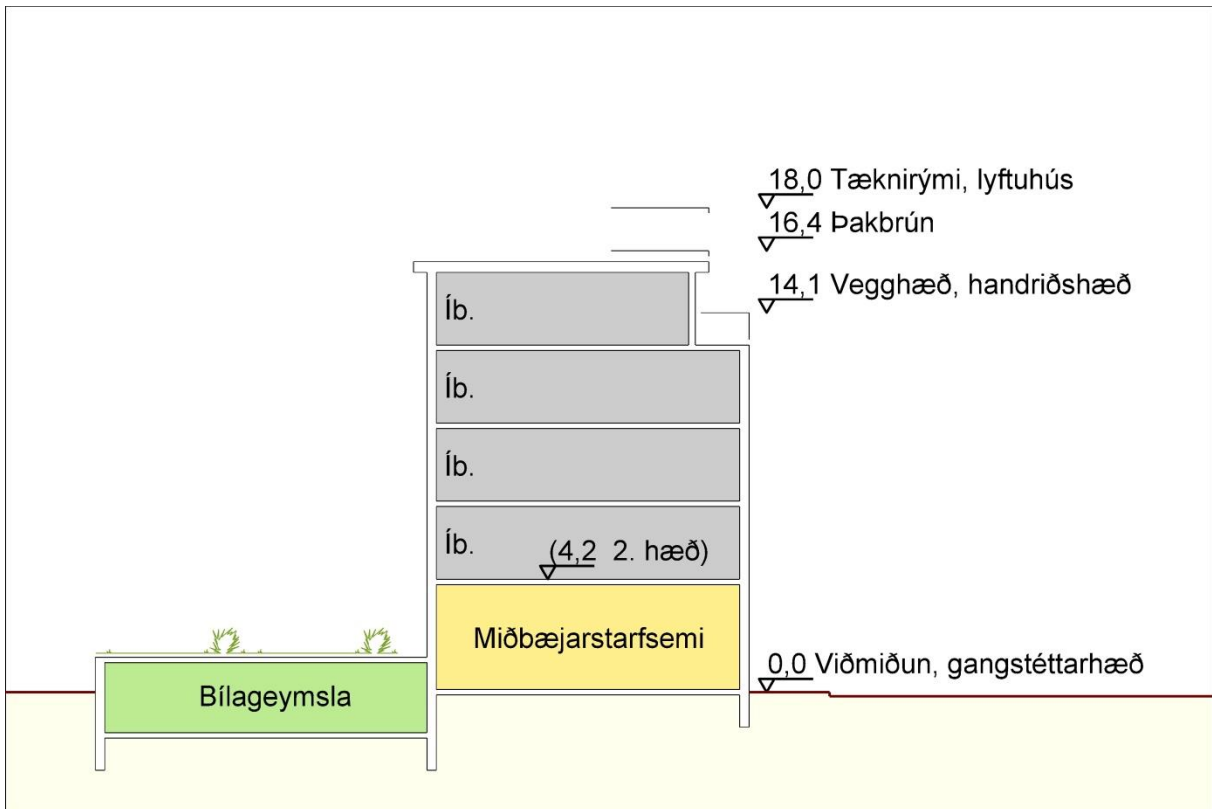 18,0 Tæknirými, lyftuhús
16,4 Þakbrún
14,1 Vegghæð, handriðshæð
Íb.
Íb.
Íb.
Íb.
(4,2 2. hæð)
Miðbæjarstarfsemi
0,0 Viðmiðun, gangstéttarhæð
Bílageymsla